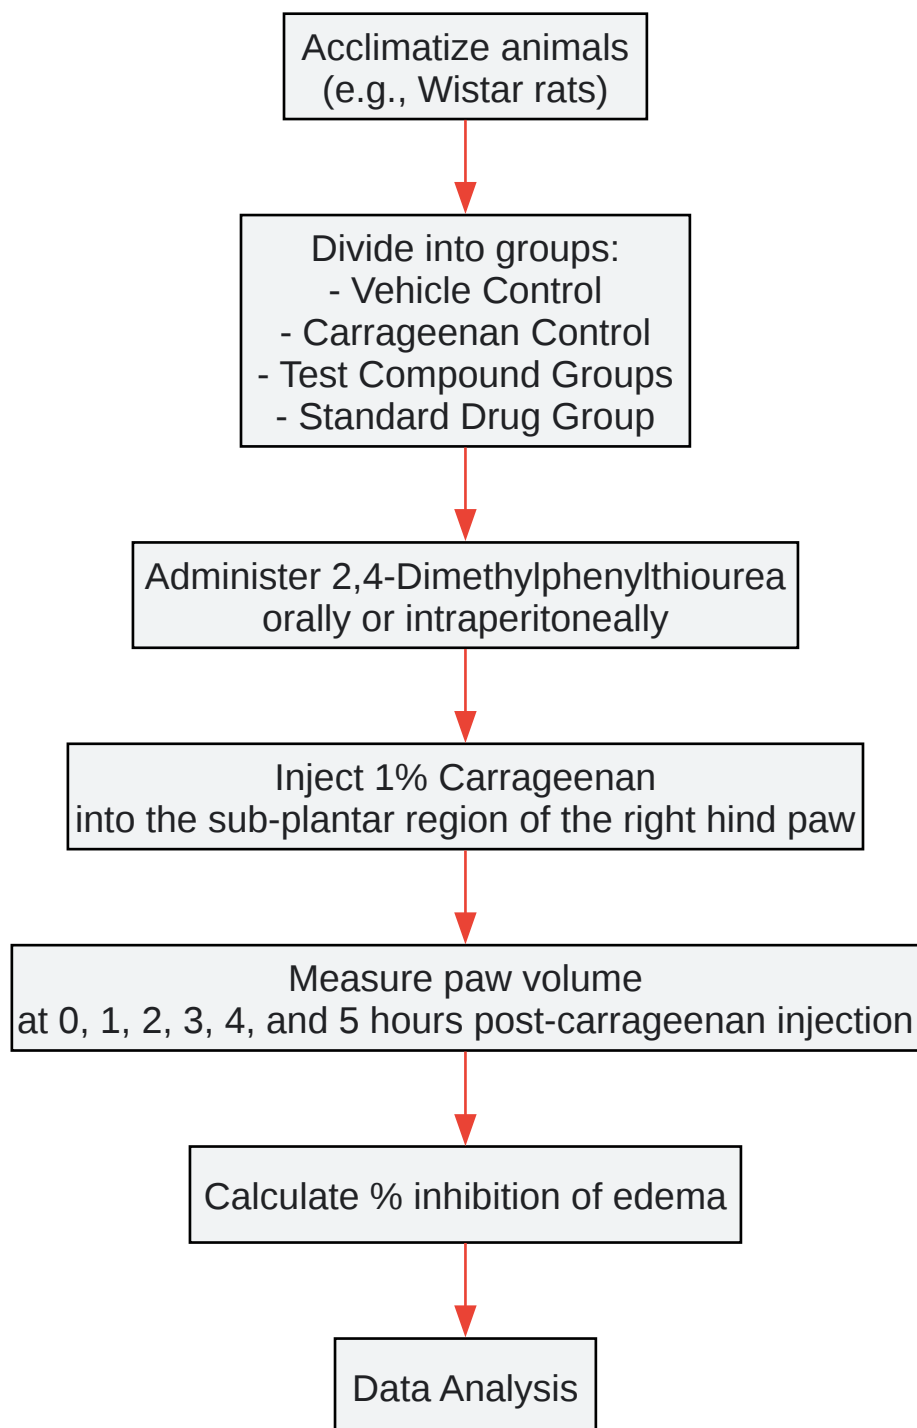 Acclimatize animals
(e.g., Wistar rats)
Divide into groups:
- Vehicle Control
- Carrageenan Control
- Test Compound Groups
- Standard Drug Group
Administer 2,4-Dimethylphenylthiourea
orally or intraperitoneally
Inject 1% Carrageenan
into the sub-plantar region of the right hind paw
Measure paw volume
at 0, 1, 2, 3, 4, and 5 hours post-carrageenan injection
Calculate % inhibition of edema
Data Analysis